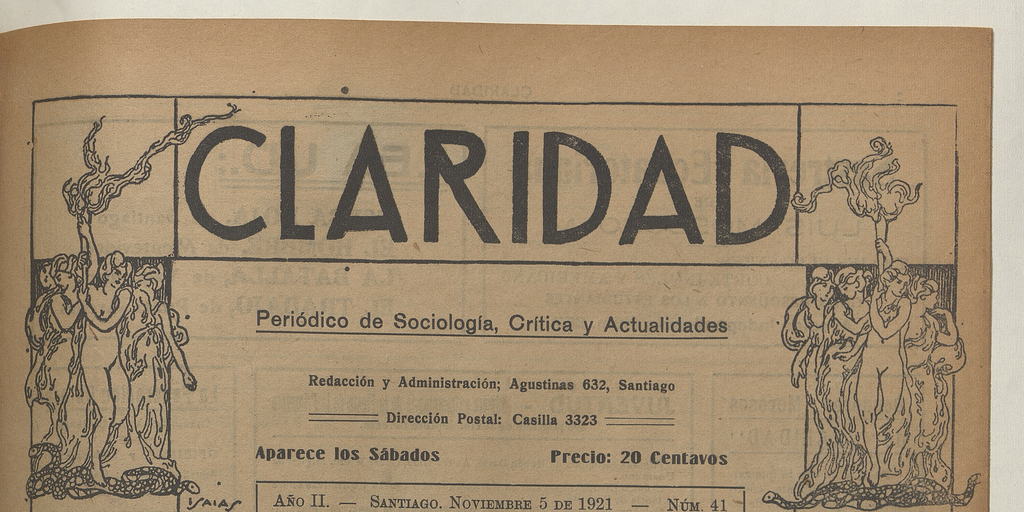 CLARIDAD
Periódico de Sociología, Crítica y Actualidades
Redacción y Administración; Agustinas 632, Santiago
Dirección Postal: Casilla 3323
Aparece los Sábados Precio: 20 Centavos
ISAIAS
AÑO II. — SANTIAGO. NOVIEMBRE 5 DE 1921 — NÚM. 41